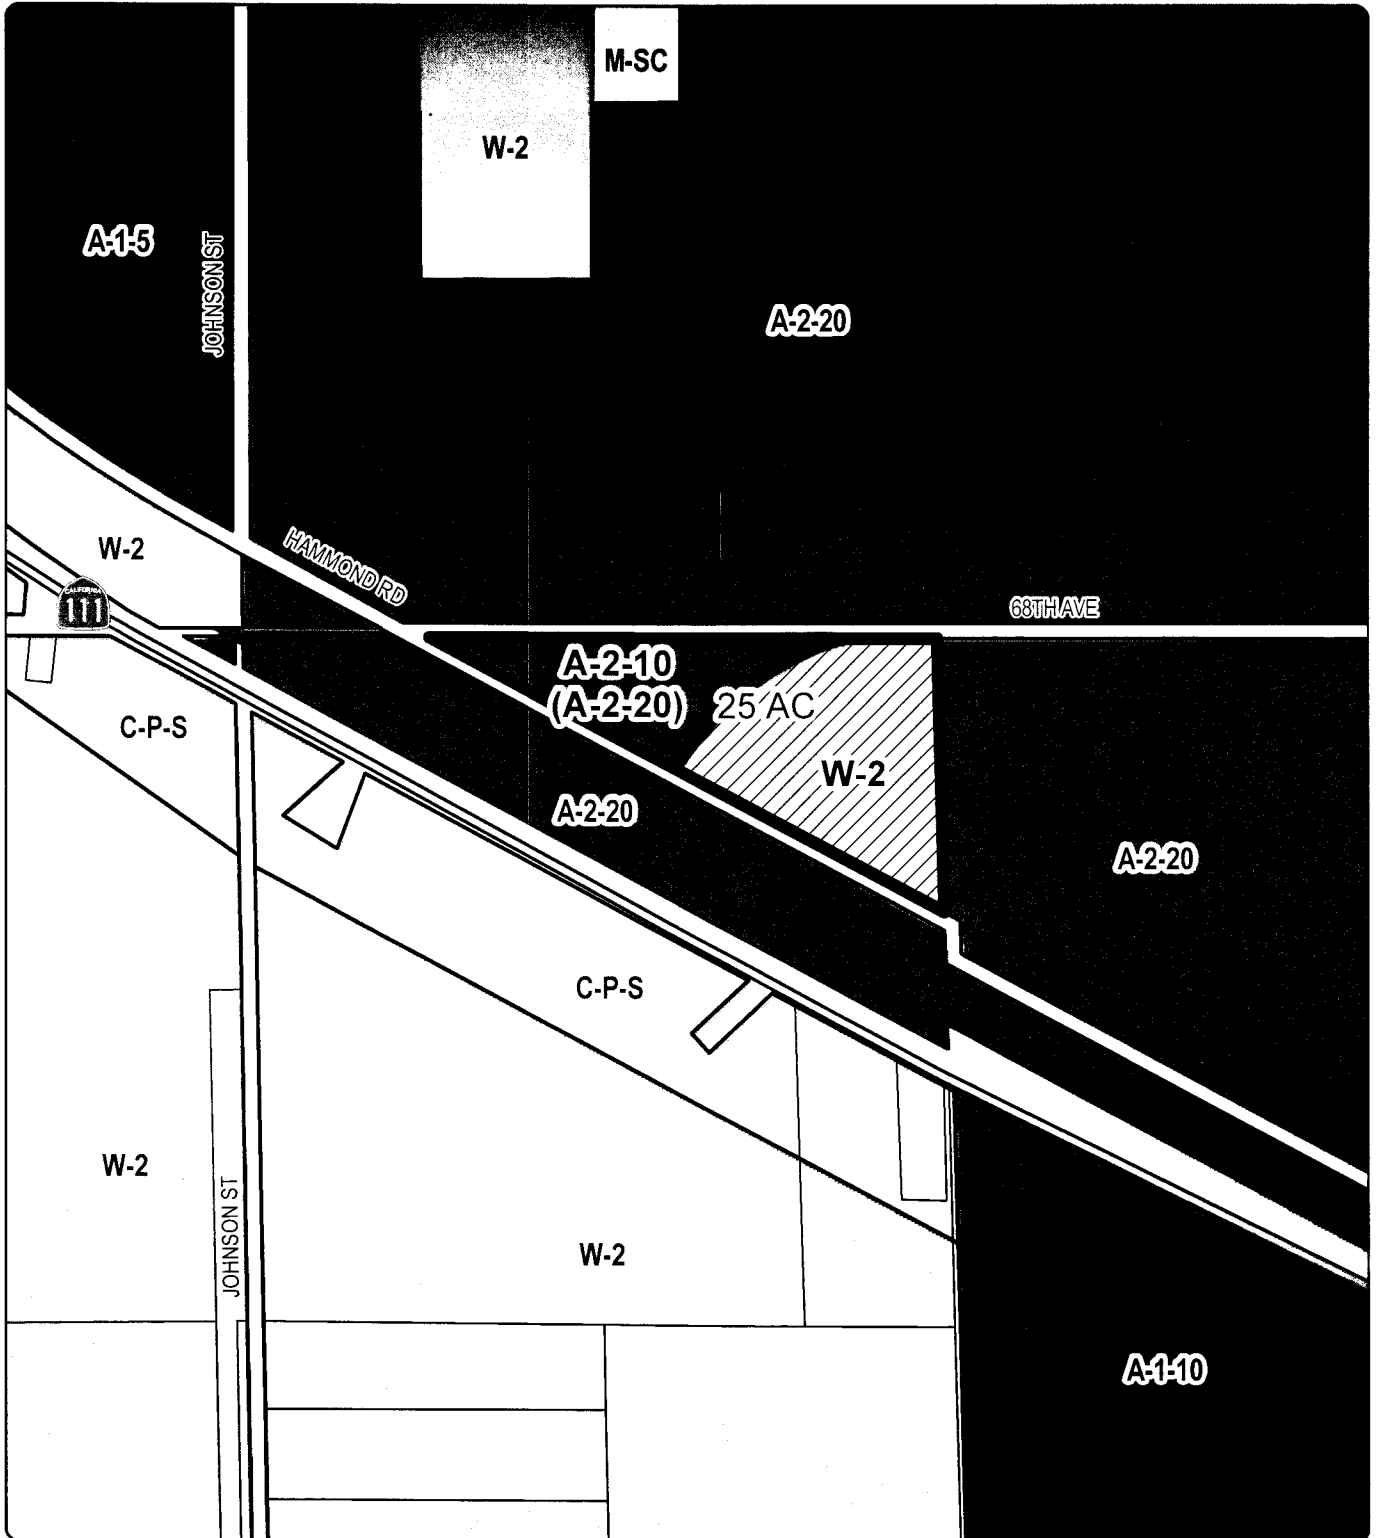 M-SC
W-2
A-1-5
JOHNSON ST
A-2-20
W-2
HAMMOND RD
CALIFORNIA
111
68TH AVE
A-2-10
(A-2-20)
25 AC
C-P-S
W-2
A-2-20
A-2-20
C-P-S
W-2
JOHNSON ST
W-2
A-1-10